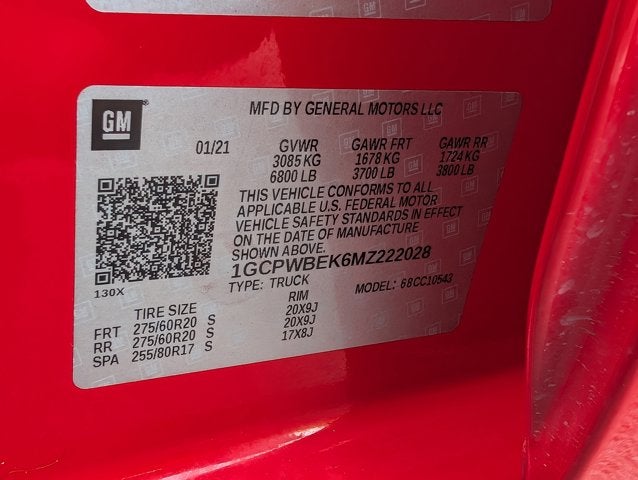 GM
MFD BY GENERAL MOTORS LLC
01/21 GVWR GAWR FRT GAWR RR
3085 KG 1678 KG 1724 KG
6800 LB 3700 LB 3800 LB
THIS VEHICLE CONFORMS TO ALL
APPLICABLE U.S. FEDERAL MOTOR
VEHICLE SAFETY STANDARDS IN EFFECT
ON THE DATE OF MANUFACTURE
SHOWN ABOVE.
1GCPWBEK6MZ222028
130X TYPE: TRUCK MODEL: 68CC10543
TIRE SIZE RIM
FRT 275/60R20 S 20X9J
RR 275/60R20 S 20X9J
SPA 255/80R17 S 17X8J